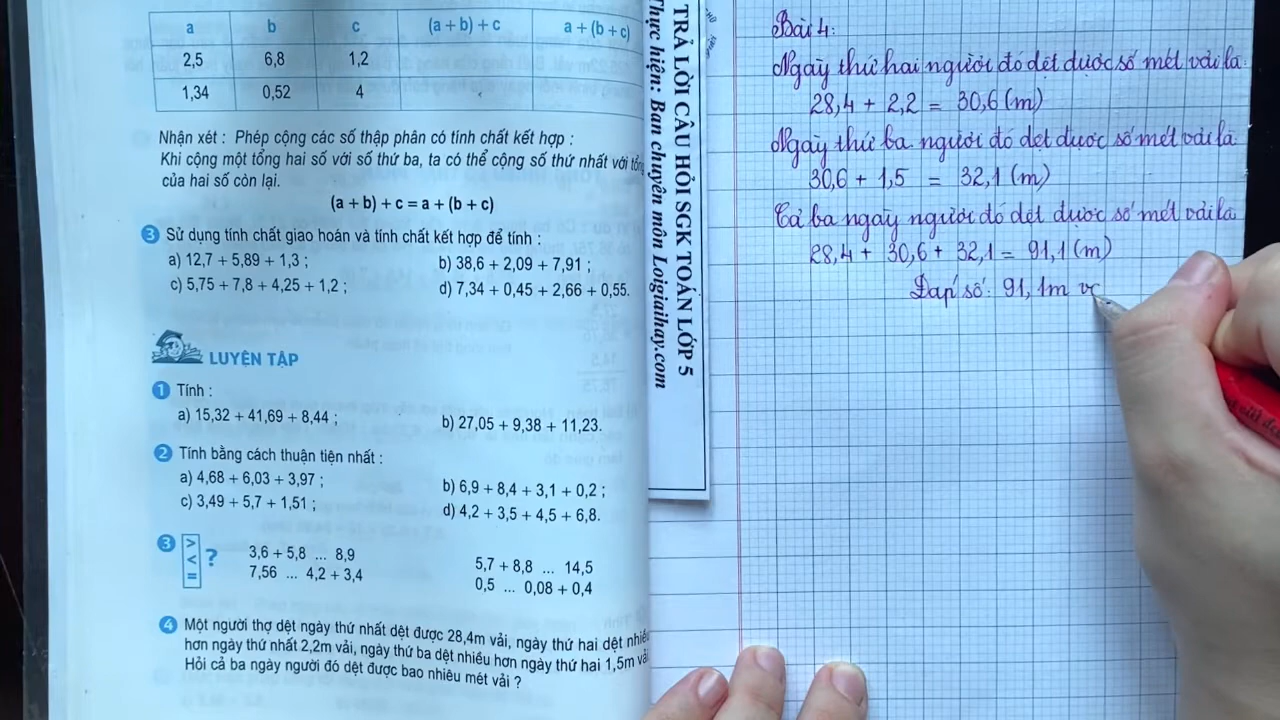 a b c (a + b) + c a + (b + c)
2,5 6,8 1,2
1,34 0,52 4
Nhận xét : Phép cộng các số thập phân có tính chất kết hợp :
Khi cộng một tổng hai số với số thứ ba, ta có thể cộng số thứ nhất với tổng
của hai số còn lại.
(a + b) + c = a + (b + c)
3 Sử dụng tính chất giao hoán và tính chất kết hợp để tính :
a) 12,7 + 5,89 + 1,3 ; b) 38,6 + 2,09 + 7,91 ;
c) 5,75 + 7,8 + 4,25 + 1,2 ; d) 7,34 + 0,45 + 2,66 + 0,55.
LUYỆN TẬP
1 Tính :
a) 15,32 + 41,69 + 8,44 ; b) 27,05 + 9,38 + 11,23.
2 Tính bằng cách thuận tiện nhất :
a) 4,68 + 6,03 + 3,97 ; b) 6,9 + 8,4 + 3,1 + 0,2 ;
c) 3,49 + 5,7 + 1,51 ; d) 4,2 + 3,5 + 4,5 + 6,8.
3 > < = ?
3,6 + 5,8 ... 8,9 5,7 + 8,8 ... 14,5
7,56 ... 4,2 + 3,4 0,5 ... 0,08 + 0,4
4 Một người thợ dệt ngày thứ nhất dệt được 28,4m vải, ngày thứ hai dệt nhiều
hơn ngày thứ nhất 2,2m vải, ngày thứ ba dệt nhiều hơn ngày thứ hai 1,5m vải.
Hỏi cả ba ngày người đó dệt được bao nhiêu mét vải ?
TRẢ LỜI CÂU HỎI SGK TOÁN LỚP 5
Thực hiện: Ban chuyên môn Loigiaihay.com
Bài 4:
Ngày thứ hai người đó dệt được số mét vải là
28,4 + 2,2 = 30,6 (m)
Ngày thứ ba người đó dệt được số mét vải là
30,6 + 1,5 = 32,1 (m)
Cả ba ngày người đó dệt được số mét vải là
28,4 + 30,6 + 32,1 = 91,1 (m)
Đáp số: 91,1m v